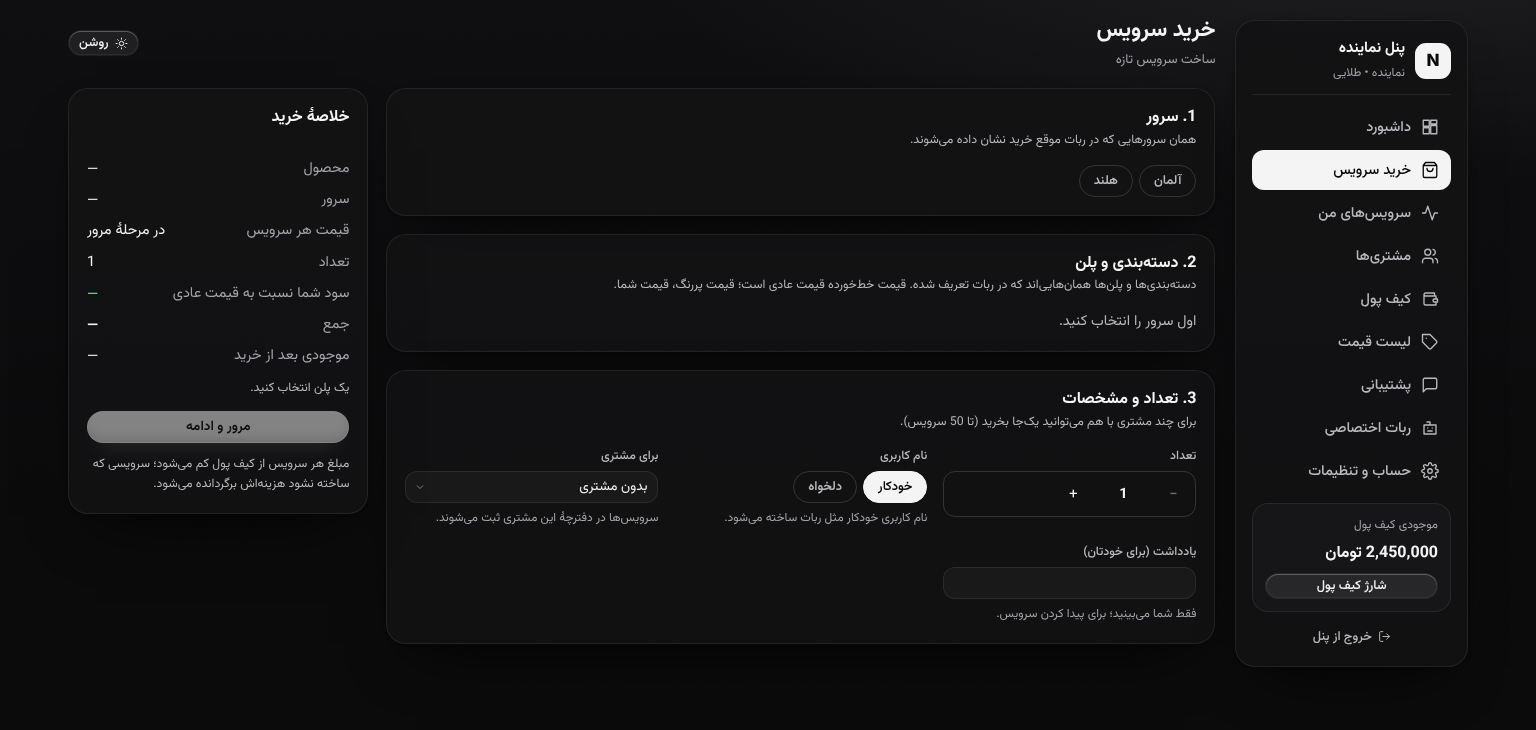 N
پنل نماینده
نماینده • طلایی
داشبورد
خرید سرویس
سرویس‌های من
مشتری‌ها
کیف پول
لیست قیمت
پشتیبانی
ربات اختصاصی
حساب و تنظیمات
موجودی کیف پول
2,450,000 تومان
شارژ کیف پول
خروج از پنل
خرید سرویس
ساخت سرویس تازه
روشن
1. سرور
همان سرورهایی که در ربات موقع خرید نشان داده می‌شوند.
آلمان
هلند
2. دسته‌بندی و پلن
دسته‌بندی‌ها و پلن‌ها همان‌هایی‌اند که در ربات تعریف شده. قیمت خط‌خورده قیمت عادی است؛ قیمت پررنگ، قیمت شما.
اول سرور را انتخاب کنید.
3. تعداد و مشخصات
برای چند مشتری با هم می‌توانید یک‌جا بخرید (تا 50 سرویس).
تعداد
− 1 +
نام کاربری
خودکار
دلخواه
نام کاربری خودکار مثل ربات ساخته می‌شود.
برای مشتری
بدون مشتری
سرویس‌ها در دفترچهٔ این مشتری ثبت می‌شوند.
یادداشت (برای خودتان)
فقط شما می‌بینید؛ برای پیدا کردن سرویس.
خلاصهٔ خرید
محصول —
سرور —
قیمت هر سرویس در مرحلهٔ مرور
تعداد 1
سود شما نسبت به قیمت عادی —
جمع —
موجودی بعد از خرید —
یک پلن انتخاب کنید.
مرور و ادامه
مبلغ هر سرویس از کیف پول کم می‌شود؛ سرویسی که
ساخته نشود هزینه‌اش برگردانده می‌شود.